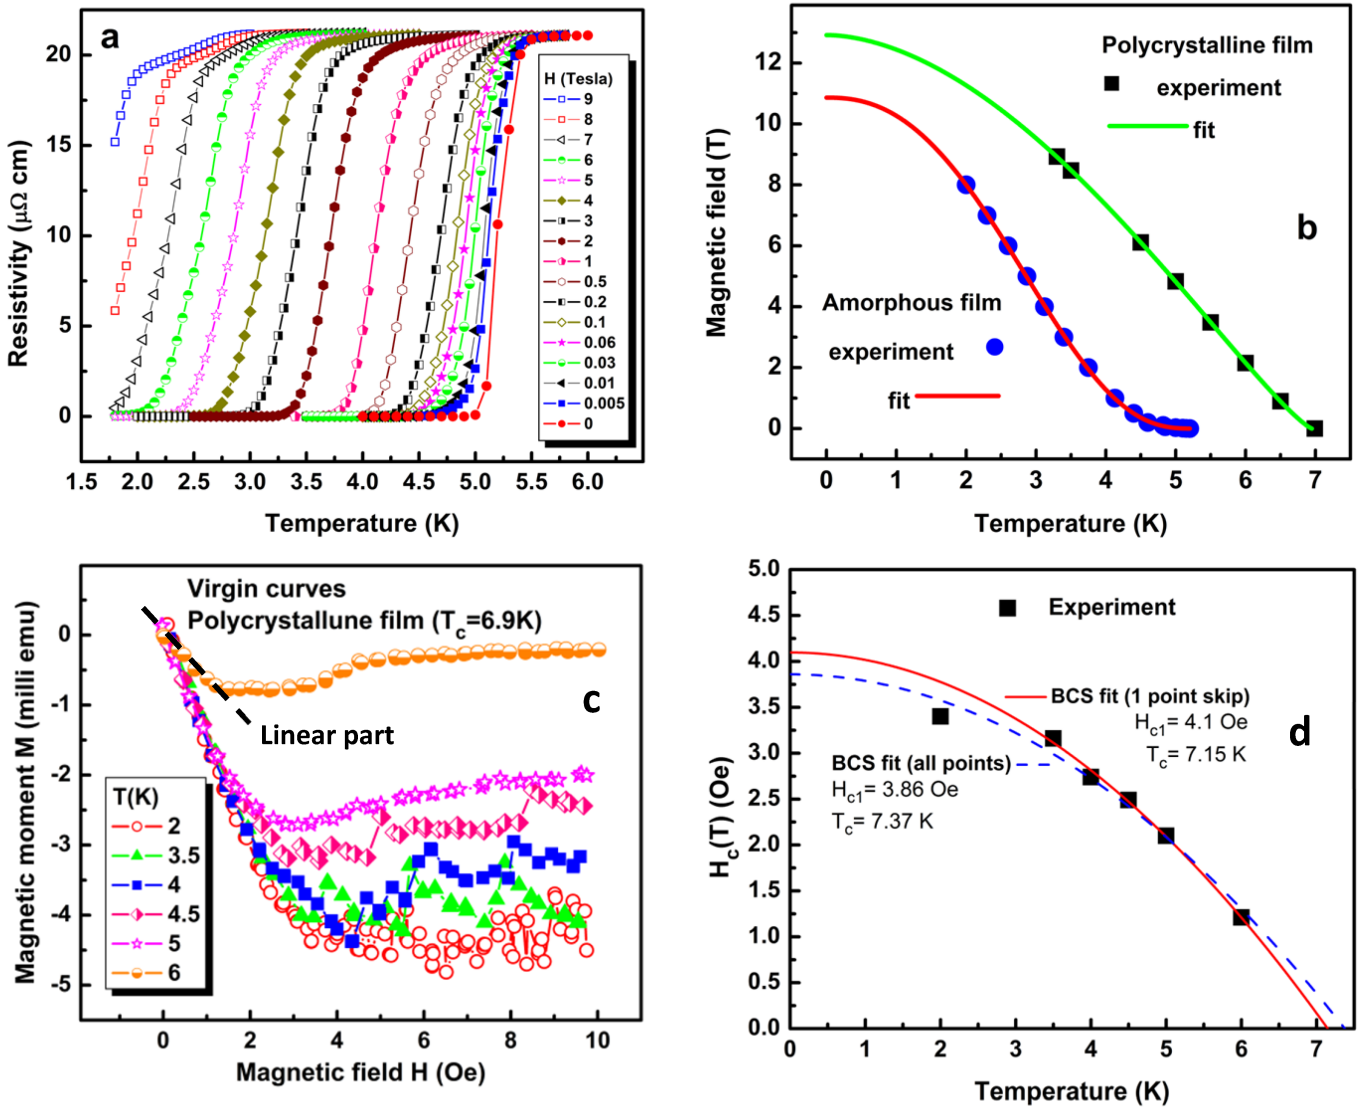 a
H (Tesla)
9
8
7
6
5
4
3
2
1
0.5
0.2
0.1
0.06
0.03
0.01
0.005
0
Resistivity (μΩ cm)
20
15
10
5
0
1.5 2.0 2.5 3.0 3.5 4.0 4.5 5.0 5.5 6.0
Temperature (K)
Polycrystalline film
experiment
fit
b
Amorphous film
experiment
fit
Magnetic field (T)
12
10
8
6
4
2
0
0 1 2 3 4 5 6 7
Temperature (K)
Virgin curves
Polycrystallune film (Tc=6.9K)
c
Linear part
T(K)
2
3.5
4
4.5
5
6
Magnetic moment M (milli emu)
0
-1
-2
-3
-4
-5
0 2 4 6 8 10
Magnetic field H (Oe)
Experiment
BCS fit (1 point skip)
Hc1= 4.1 Oe
Tc= 7.15 K
d
BCS fit (all points)
Hc1= 3.86 Oe
Tc= 7.37 K
Hc(T) (Oe)
5.0
4.5
4.0
3.5
3.0
2.5
2.0
1.5
1.0
0.5
0.0
0 1 2 3 4 5 6 7
Temperature (K)